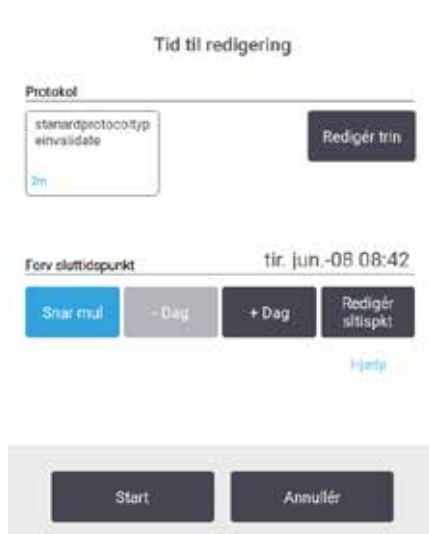 Tid til redigering
Protokol
stanardprotocoltyp
einvalidate
Redigér trin
2m
Forv sluttidspunkt
tir. jun.-08 08:42
Snar mul
- Dag
+ Dag
Redigér
sltispkt
Hjælp
Start
Annullér